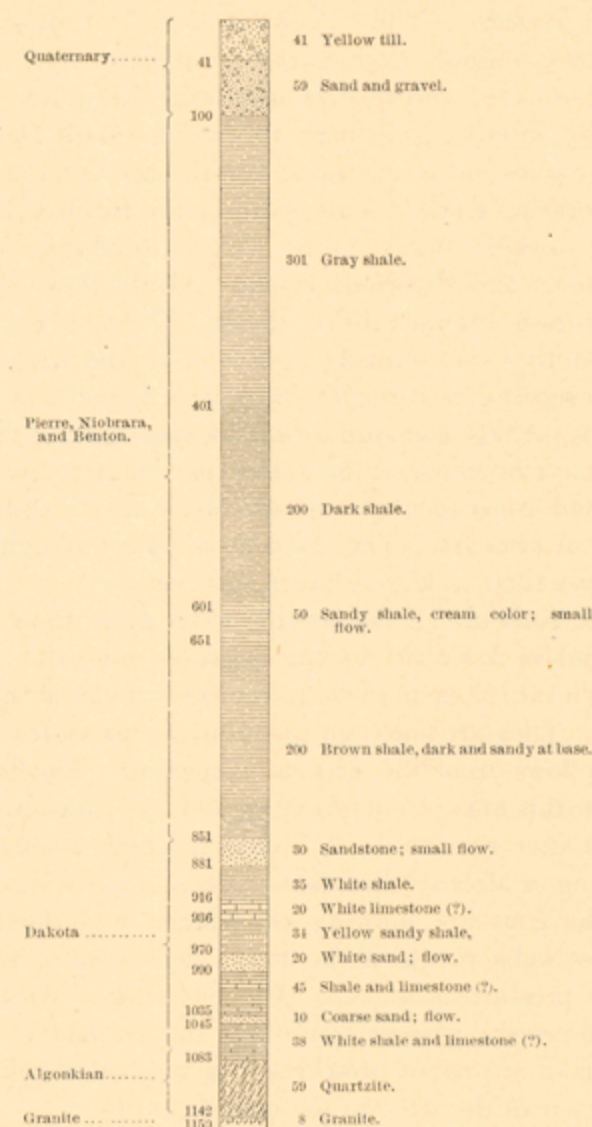 Quaternary.......
41
100
41 Yellow till.
59 Sand and gravel.
301 Gray shale.
401
Pierre, Niobrara,
and Benton.
200 Dark shale.
601
651
50 Sandy shale, cream color; small
flow.
200 Brown shale, dark and sandy at base.
851
881
30 Sandstone; small flow.
35 White shale.
916
936
20 White limestone (?).
Dakota ..........
34 Yellow sandy shale,
970
990
20 White sand; flow.
45 Shale and limestone (?).
1035
1045
10 Coarse sand; flow.
38 White shale and limestone (?).
1083
Algonkian........
59 Quartzite.
1142
1150
Granite ... .......
8 Granite.